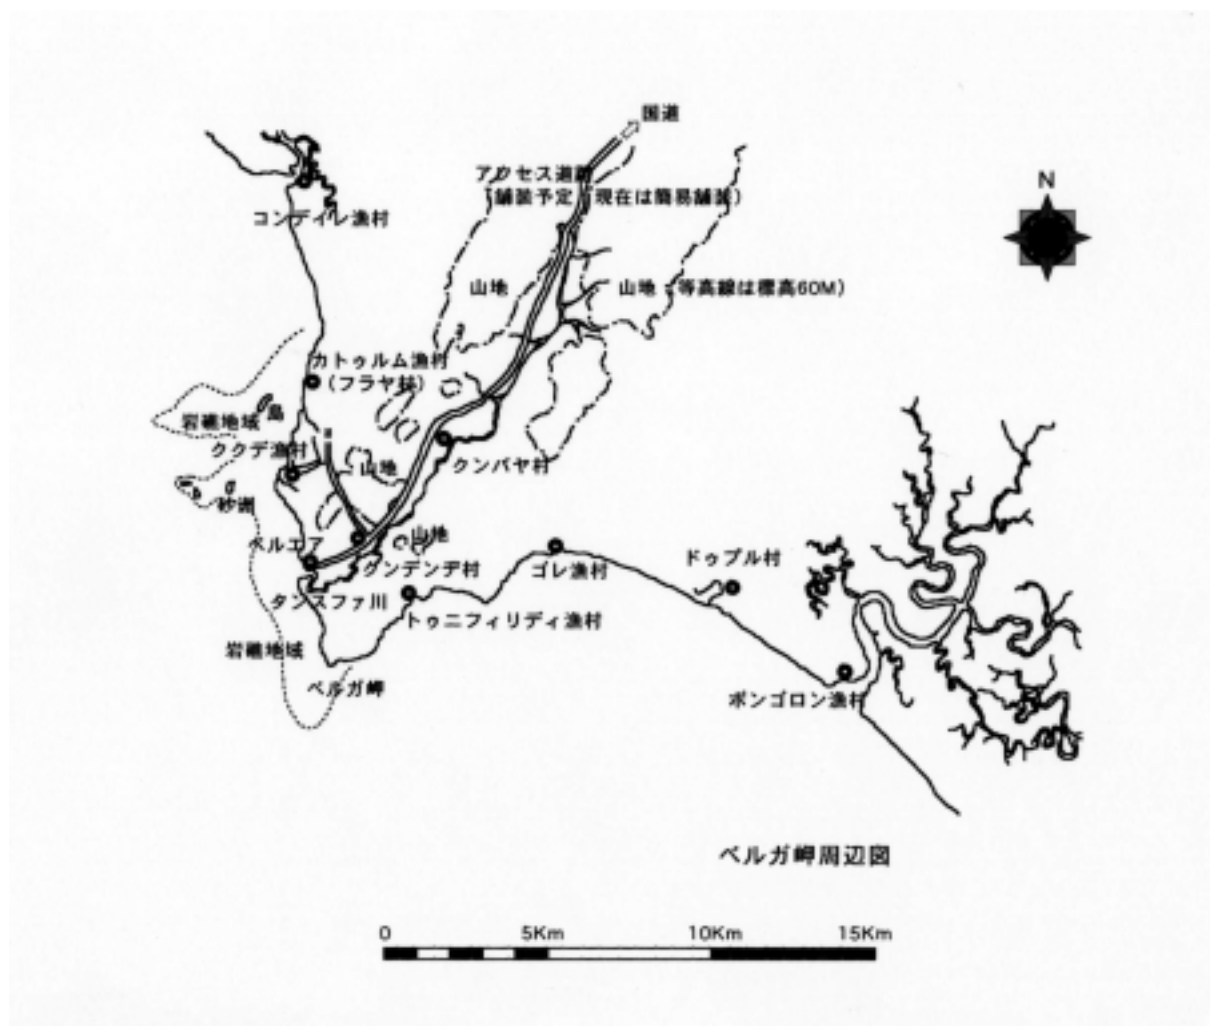 国道
アクセス道路
（舗装予定 現在は簡易舗装）
N
コンディレ漁村
山地
山地 等高線は標高60M）
カトゥルム漁村
（フラヤ村）
岩礁地域
島
ククデ漁村
山地
クンバヤ村
砂洲
ベルエア
山地
ゴレ漁村
ドゥブル村
グンデンデ村
タンスファ川
トゥニフィリディ漁村
岩礁地域
ベルガ岬
ボンゴロン漁村
ベルガ岬周辺図
0 5Km 10Km 15Km